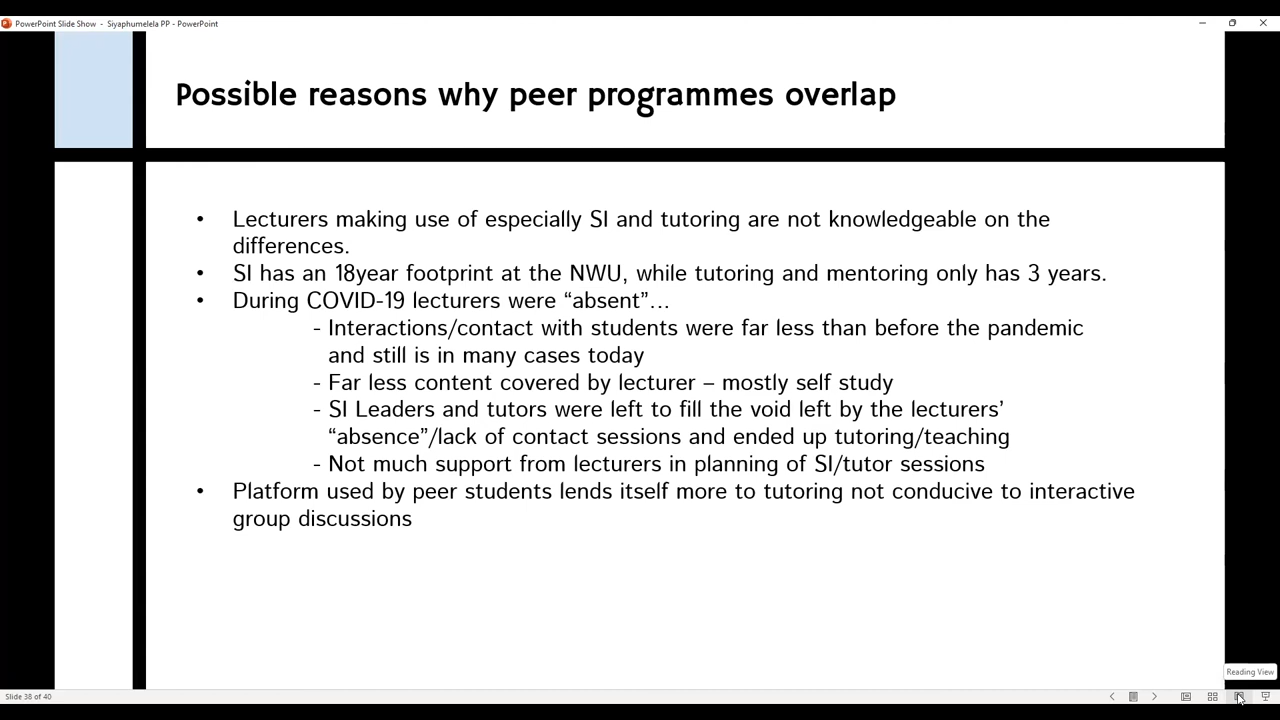 PowerPoint Slide Show - Siyaphumelela PP - PowerPoint
Possible reasons why peer programmes overlap
• Lecturers making use of especially SI and tutoring are not knowledgeable on the
differences.
• SI has an 18year footprint at the NWU, while tutoring and mentoring only has 3 years.
• During COVID-19 lecturers were “absent”...
- Interactions/contact with students were far less than before the pandemic
and still is in many cases today
- Far less content covered by lecturer – mostly self study
- SI Leaders and tutors were left to fill the void left by the lecturers’
“absence”/lack of contact sessions and ended up tutoring/teaching
- Not much support from lecturers in planning of SI/tutor sessions
• Platform used by peer students lends itself more to tutoring not conducive to interactive
group discussions
Reading View
Slide 38 of 40